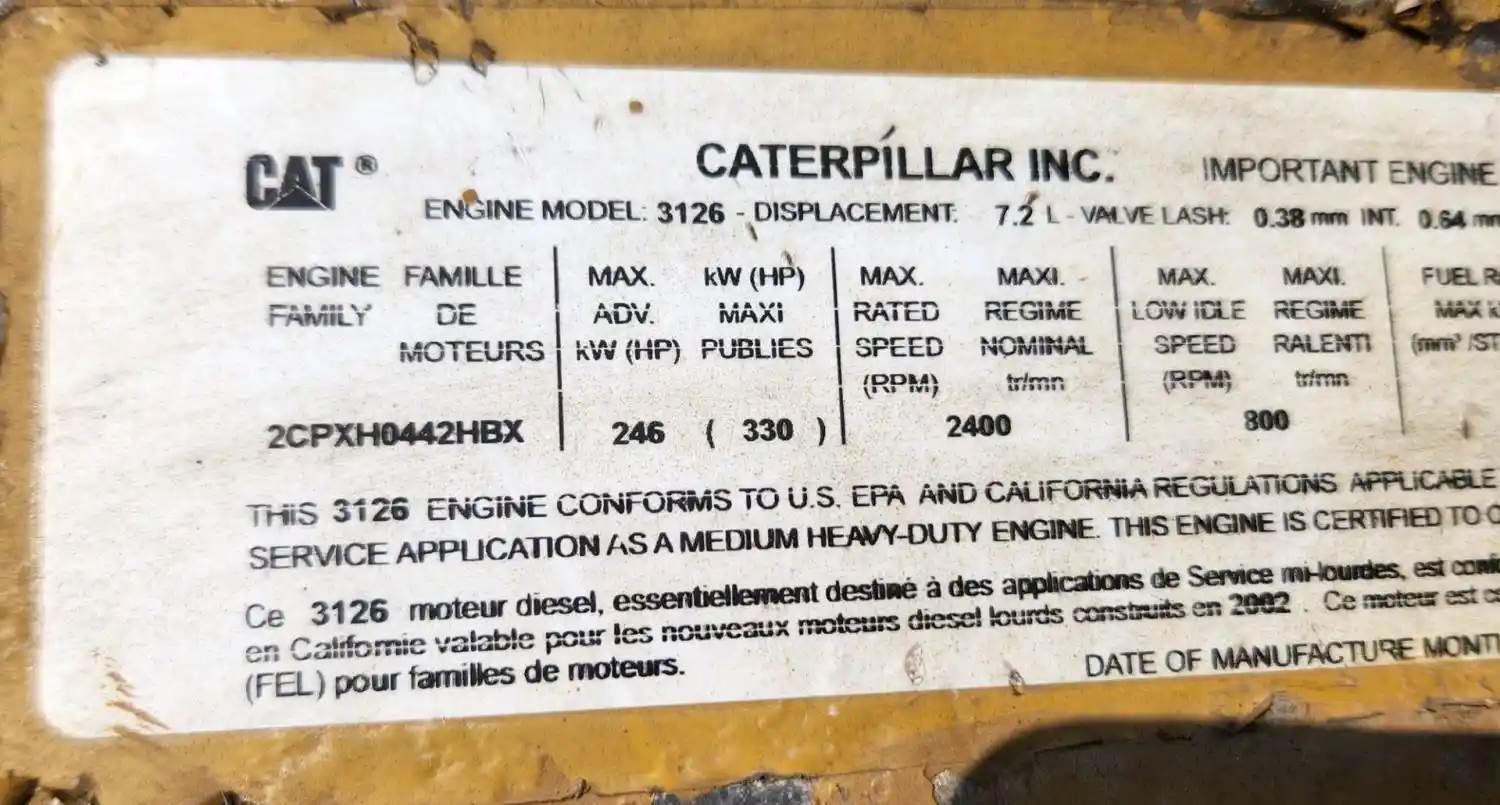 CAT ® CATERPILLAR INC. IMPORTANT ENGINE
ENGINE MODEL: 3126 - DISPLACEMENT: 7.2 L - VALVE LASH: 0.38 mm INT. 0.64 mm
ENGINE FAMILLE MAX. kW (HP) MAX. MAXI. MAX. MAXI. FUEL
FAMILY DE ADV. MAXI RATED REGIME LOW IDLE REGIME MAX
MOTEURS kW (HP) PUBLIES SPEED NOMINAL SPEED RALENTI (mm³ /ST
(RPM) tr/mn (RPM) tr/mn
2CPXH0442HBX 246 ( 330 ) 2400 800
THIS 3126 ENGINE CONFORMS TO U.S. EPA AND CALIFORNIA REGULATIONS APPLICABLE
SERVICE APPLICATION AS A MEDIUM HEAVY-DUTY ENGINE. THIS ENGINE IS CERTIFIED TO
Ce 3126 moteur diesel, essentiellement destiné à des applications de Service mi-lourdes, est
en Californie valable pour les nouveaux moteurs diesel lourds construits en 2002 . Ce moteur est
(FEL) pour familles de moteurs.
DATE OF MANUFACTURE MONT